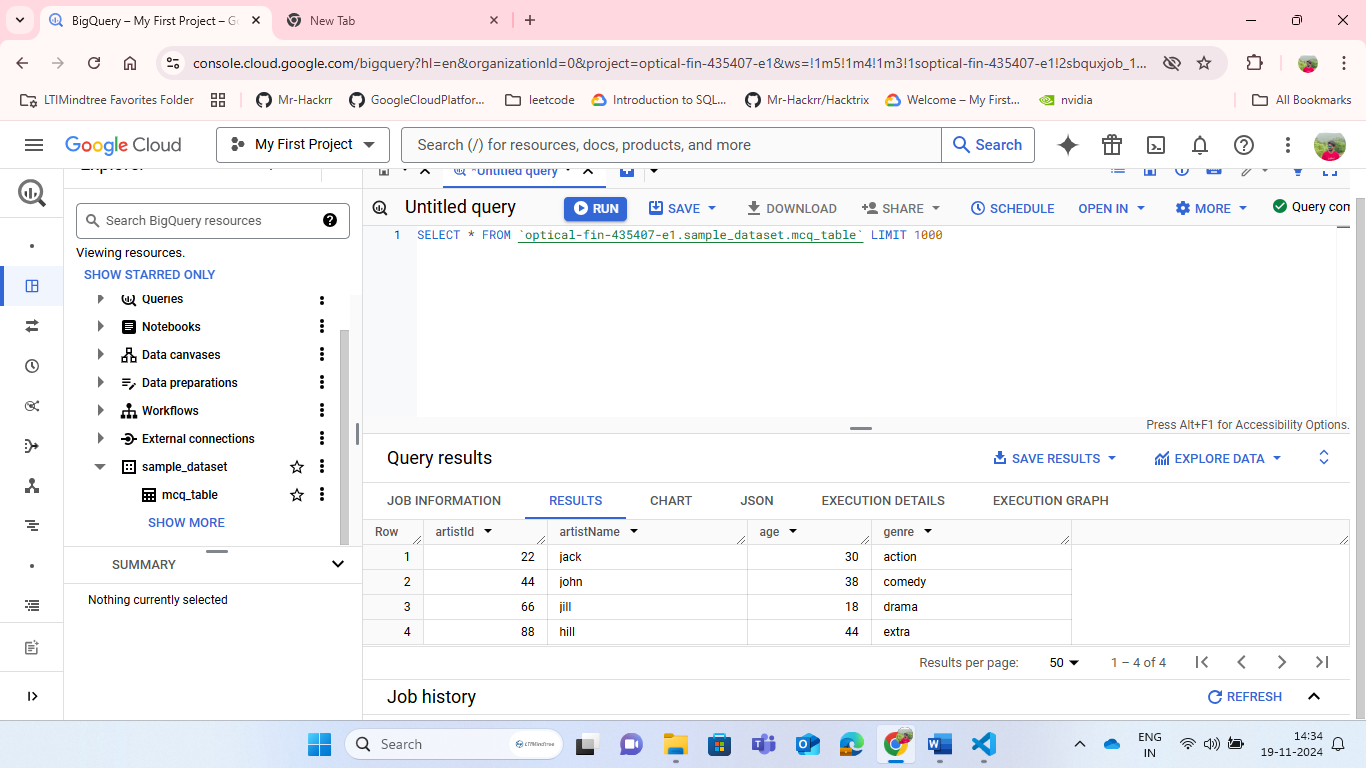 BigQuery – My First Project – Go
New Tab
console.cloud.google.com/bigquery?hl=en&organizationId=0&project=optical-fin-435407-e1&ws=!1m5!1m4!1m3!1soptical-fin-435407-e1!2sbquxjob_1...
LTIMindtree Favorites Folder
Mr-Hackrr
GoogleCloudPlatfor...
leetcode
Introduction to SQL...
Mr-Hackrr/Hacktrix
Welcome – My First...
nvidia
All Bookmarks
Google Cloud
My First Project
Search (/) for resources, docs, products, and more
Search
Explorer
*Untitled query
Search BigQuery resources
Viewing resources.
SHOW STARRED ONLY
Queries
Notebooks
Data canvases
Data preparations
Workflows
External connections
sample_dataset
mcq_table
SHOW MORE
SUMMARY
Nothing currently selected
Untitled query
RUN
SAVE
DOWNLOAD
SHARE
SCHEDULE
OPEN IN
MORE
Query com
1 SELECT * FROM `optical-fin-435407-e1.sample_dataset.mcq_table` LIMIT 1000
Press Alt+F1 for Accessibility Options.
Query results
SAVE RESULTS
EXPLORE DATA
JOB INFORMATION RESULTS CHART JSON EXECUTION DETAILS EXECUTION GRAPH
Row artistId artistName age genre
1 22 jack 30 action
2 44 john 38 comedy
3 66 jill 18 drama
4 88 hill 44 extra
Results per page: 50 1 – 4 of 4
Job history
REFRESH
Search
LTIMindtree
ENG
IN
14:34
19-11-2024